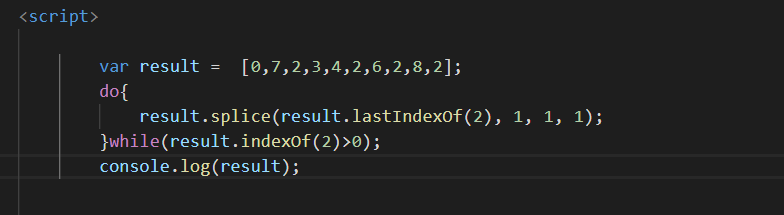 <script>
var result =  [0,7,2,3,4,2,6,2,8,2];
do{
result.splice(result.lastIndexOf(2), 1, 1, 1);
}while(result.indexOf(2)>0);
console.log(result);